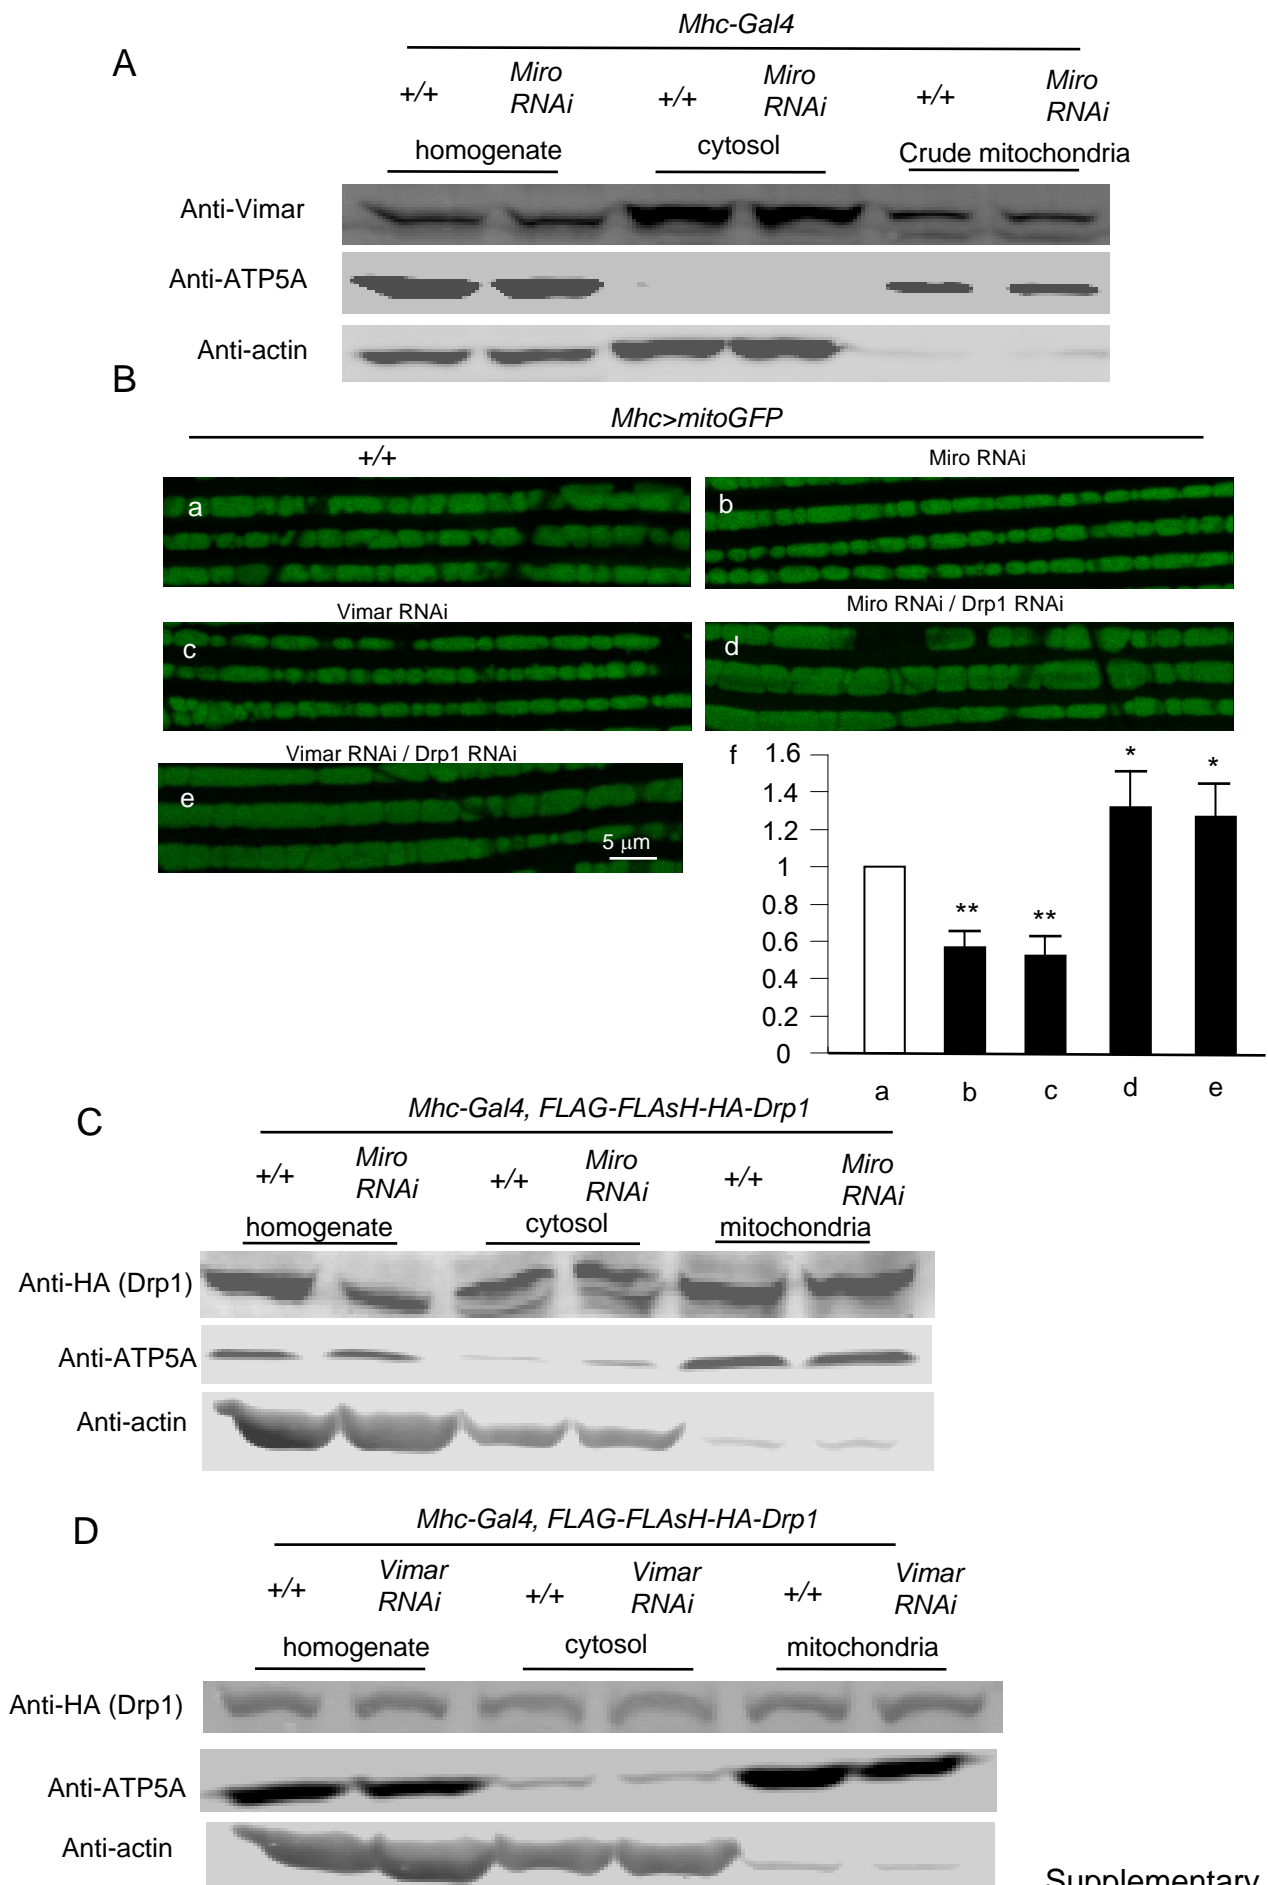 Mhc-Gal4
A
+/+ Miro RNAi +/+ Miro RNAi +/+ Miro RNAi
homogenate cytosol Crude mitochondria
Anti-Vimar
Anti-ATP5A
Anti-actin
B
Mhc>mitoGFP
+/+ Miro RNAi
a b
Vimar RNAi Miro RNAi / Drp1 RNAi
c d
Vimar RNAi / Drp1 RNAi
e
5 μm
f
1.6
1.4
1.2
1
0.8
0.6
0.4
0.2
0
** ** * *
a b c d e
C
Mhc-Gal4, FLAG-FLAsH-HA-Drp1
+/+ Miro RNAi +/+ Miro RNAi +/+ Miro RNAi
homogenate cytosol mitochondria
Anti-HA (Drp1)
Anti-ATP5A
Anti-actin
D
Mhc-Gal4, FLAG-FLAsH-HA-Drp1
+/+ Vimar RNAi +/+ Vimar RNAi +/+ Vimar RNAi
homogenate cytosol mitochondria
Anti-HA (Drp1)
Anti-ATP5A
Anti-actin
Supplementary